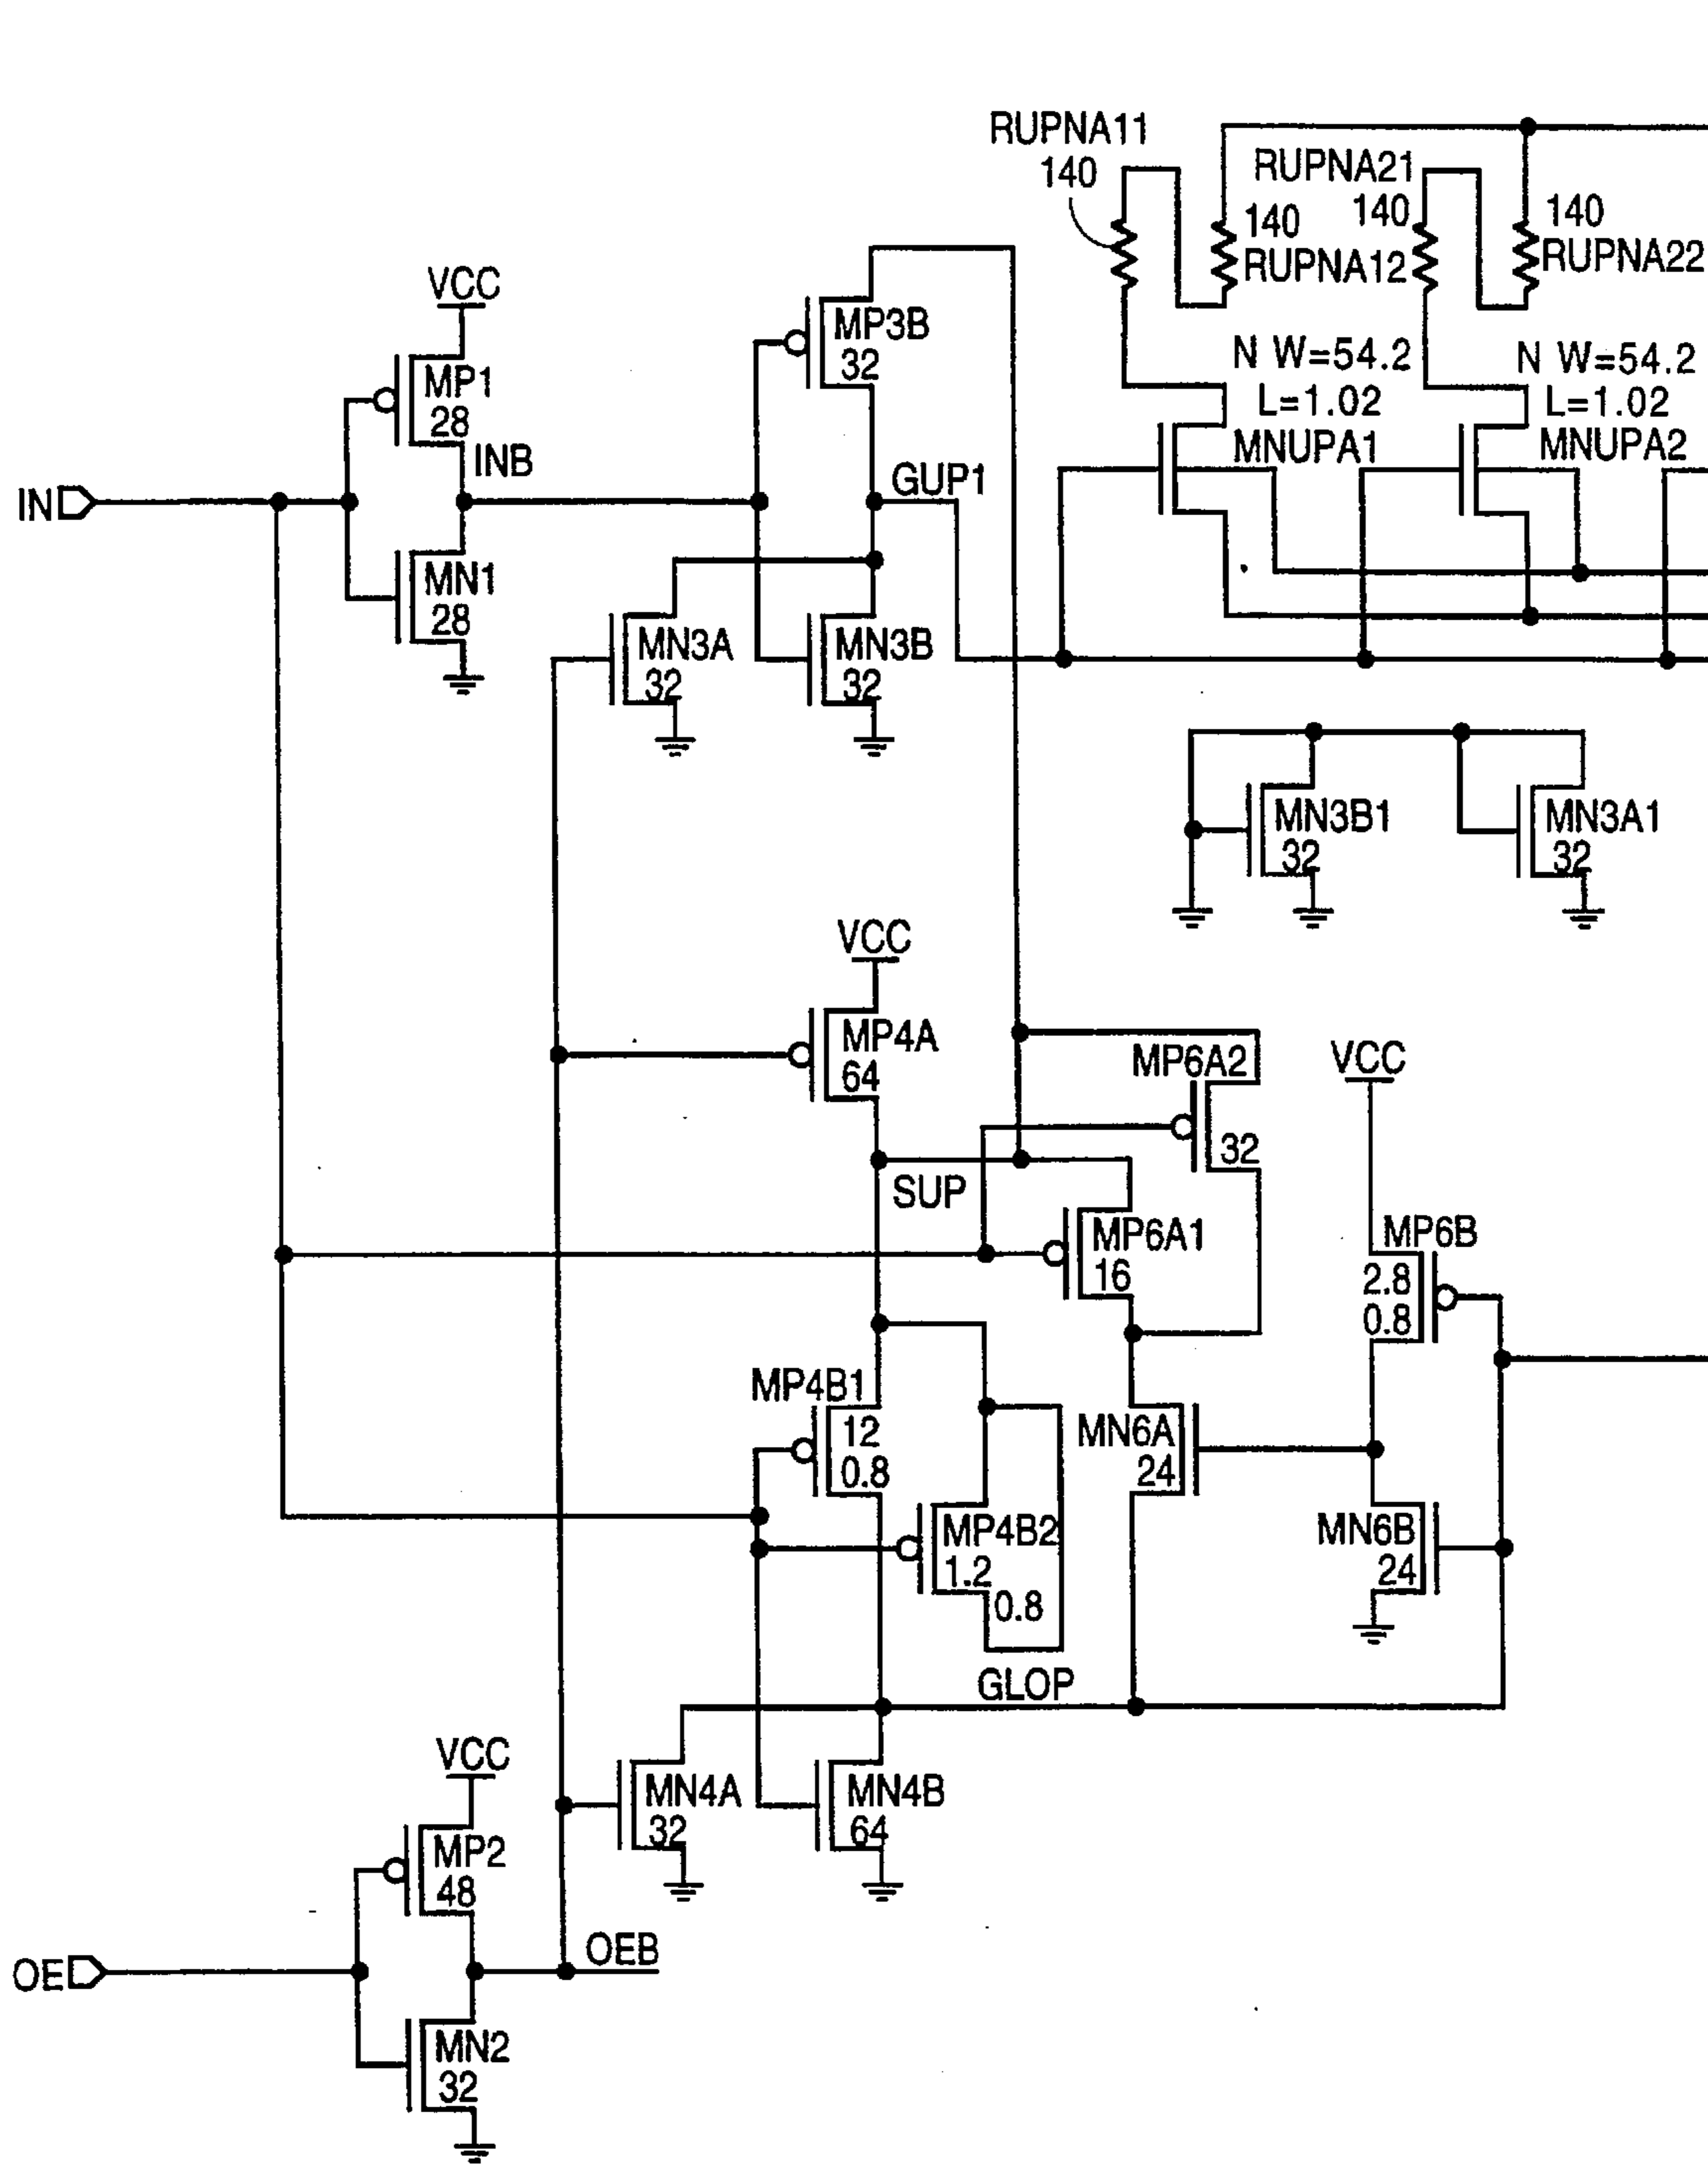 RUPNA11
140
RUPNA21
140
140
RUPNA12
140
RUPNA22
VCC
MP1
28
INB
IN
MN1
28
MP3B
32
GUP1
MN3A
32
MN3B
32
N W=54.2
L=1.02
MNUPA1
N W=54.2
L=1.02
MNUPA2
MN3B1
32
MN3A1
32
VCC
MP4A
64
SUP
MP6A2
32
MP6A1
16
VCC
MP6B
2.8
0.8
MP4B1
12
0.8
MP4B2
1.2
0.8
MN6A
24
MN6B
24
GLOP
MN4A
32
MN4B
64
VCC
MP2
48
OE
OEB
MN2
32